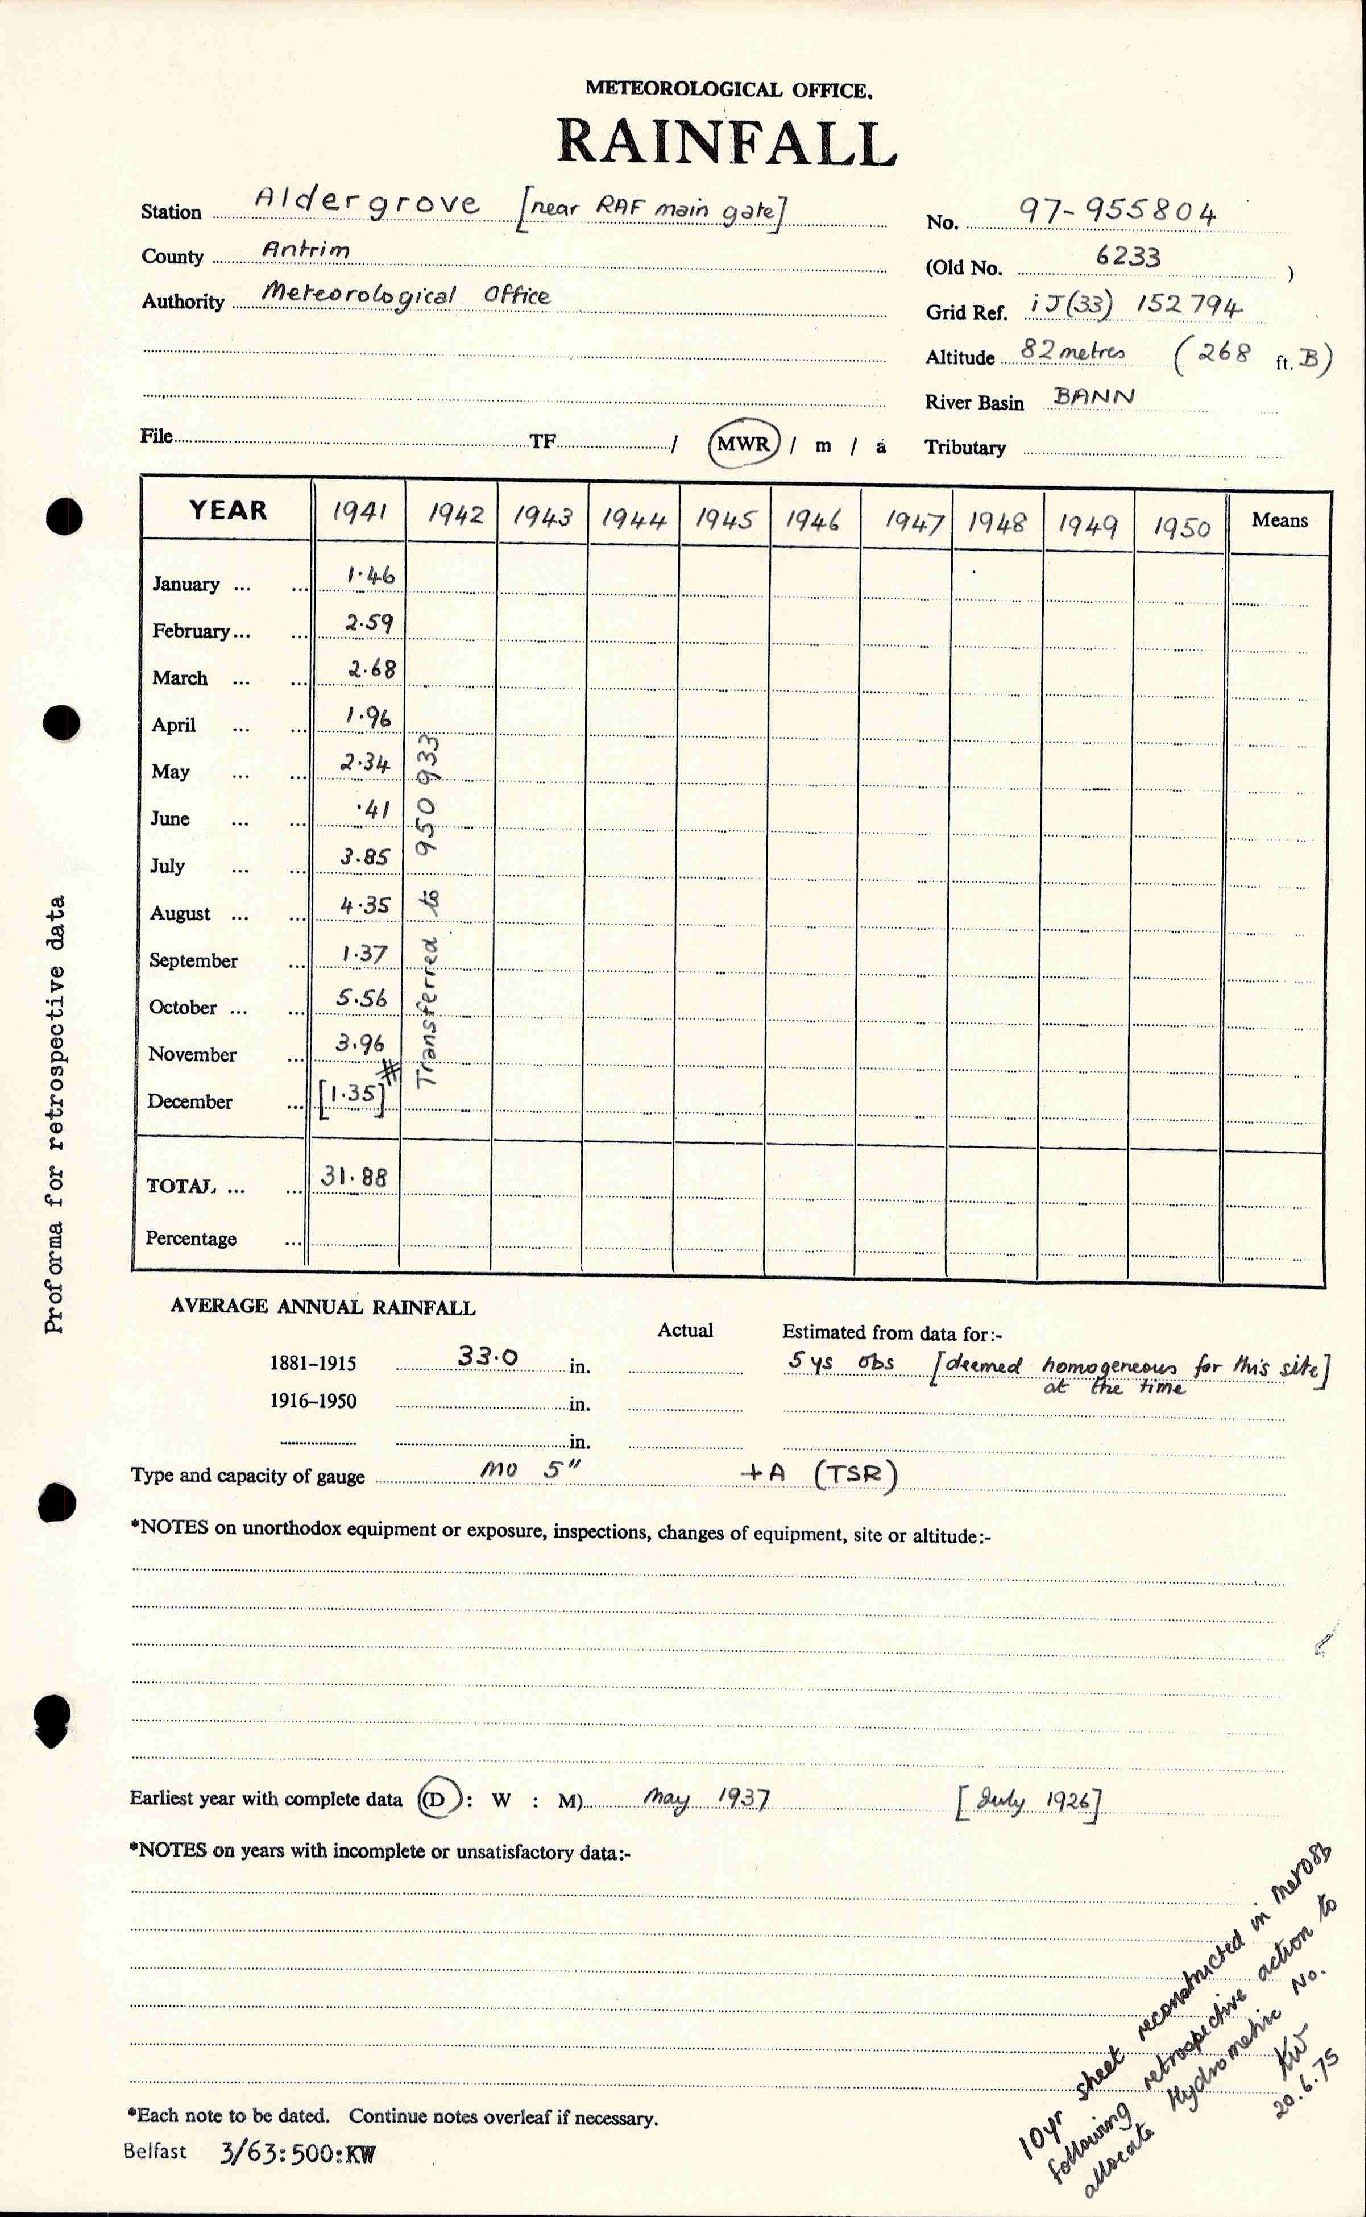 METEOROLOGICAL OFFICE.
RAINFALL
Station Aldergrove [near RAF main gate]
No. 97-955804
County Antrim
(Old No. 6233 )
Authority Meteorological Office
Grid Ref. iJ(33) 152 794
Altitude 82 metres (268 ft. B)
River Basin BANN
File TF / MWR / m / a Tributary
YEAR 1941 1942 1943 1944 1945 1946 1947 1948 1949 1950 Means
January ... ... 1.46
February... ... 2.59
March ... ... 2.68
April ... ... 1.96
May ... ... 2.34
June ... ... .41
July ... ... 3.85
August ... ... 4.35
September ... 1.37
October ... ... 5.56
November ... 3.96
December ... [1.35] #
Transferred to 950 933
TOTAL ... ... 31.88
Percentage ...
Proforma for retrospective data
AVERAGE ANNUAL RAINFALL
Actual Estimated from data for:-
1881-1915 33.0 in. 5 ys obs [deemed homogeneous for this site]
at the time
1916-1950 in.
in.
Type and capacity of gauge MO 5" +A (TSR)
*NOTES on unorthodox equipment or exposure, inspections, changes of equipment, site or altitude:-
Earliest year with complete data (D : W : M) May 1937 [July 1926]
*NOTES on years with incomplete or unsatisfactory data:-
10yr sheet reconstructed in Met O8b
following retrospective action to
allocate Hydrometric No.
KW
20.6.75
*Each note to be dated. Continue notes overleaf if necessary.
Belfast 3/63:500:KW